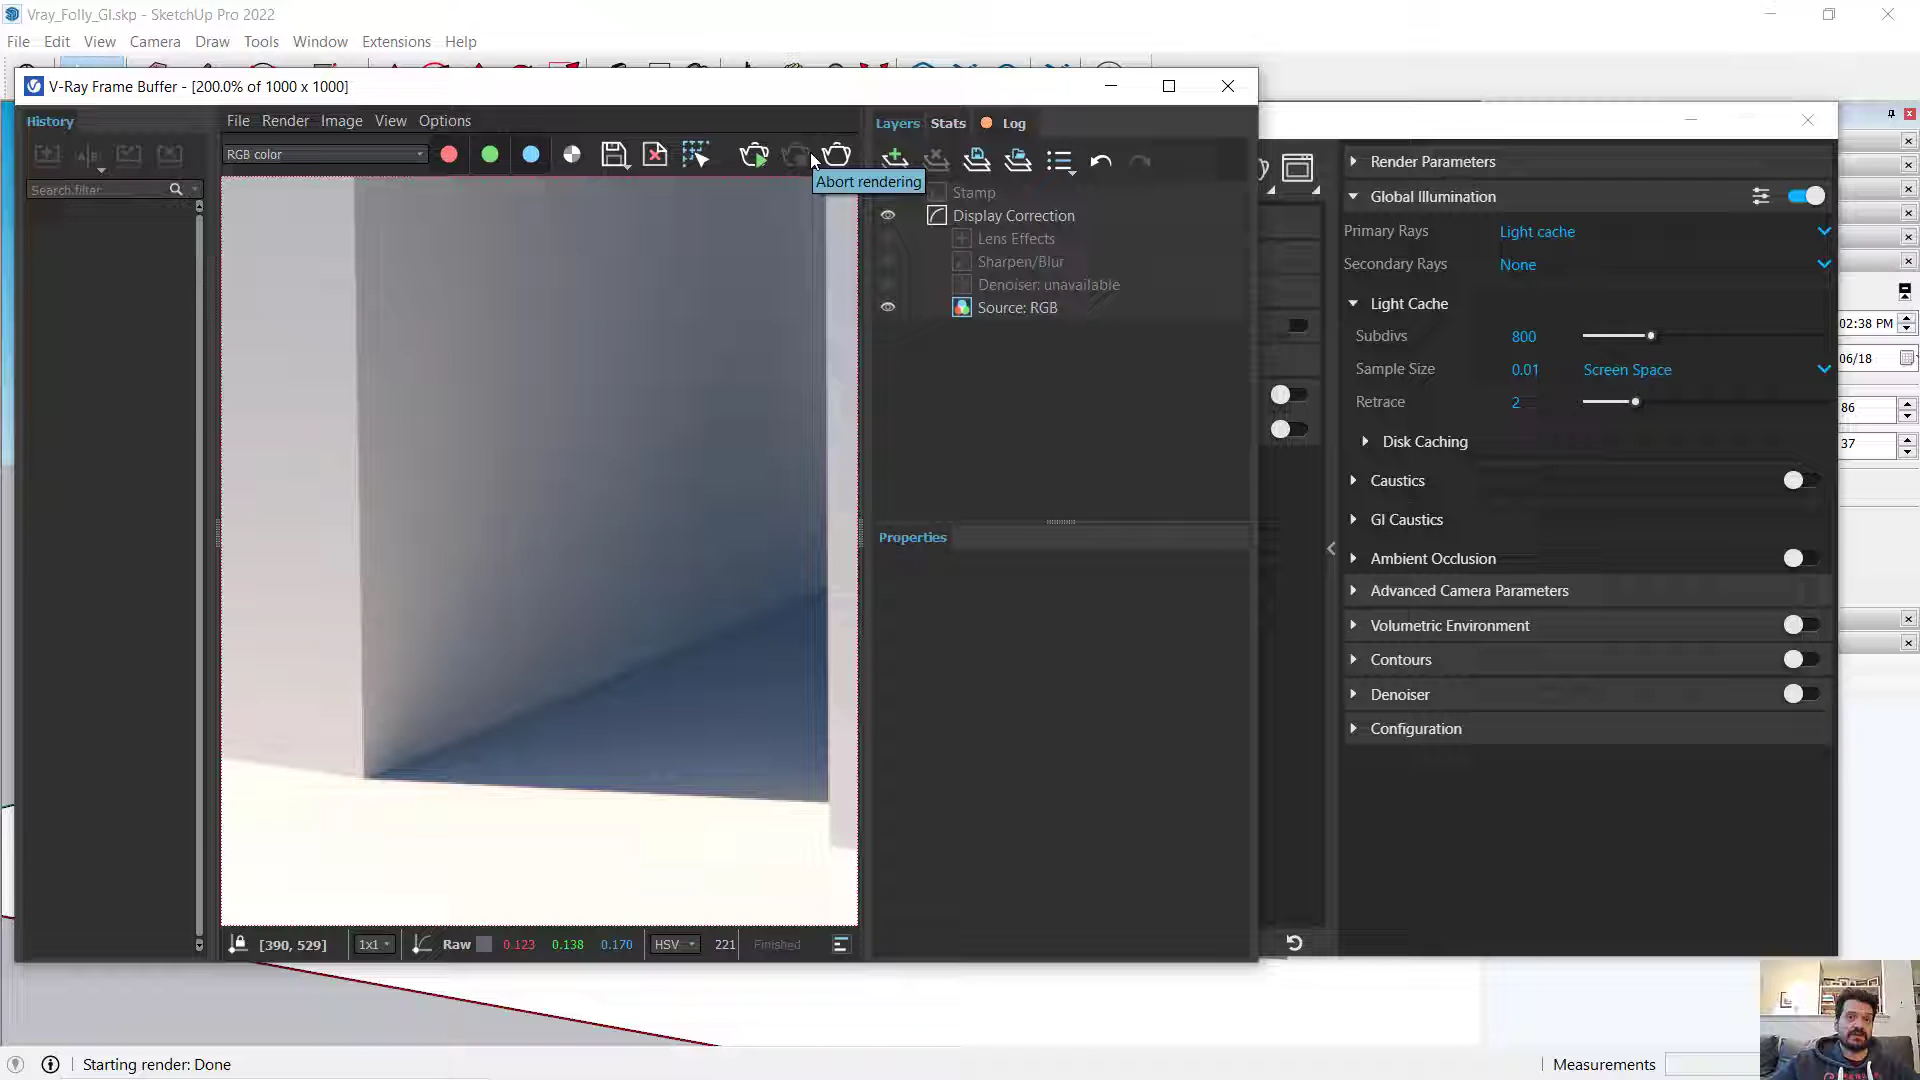 Vray_Folly_GI.skp - SketchUp Pro 2022
File Edit View Camera Draw Tools Window Extensions Help
V-Ray Frame Buffer - [200.0% of 1000 x 1000]
History
Search filter
File Render Image View Options
RGB color
Abort rendering
Layers Stats Log
Stamp
Display Correction
Lens Effects
Sharpen/Blur
Denoiser: unavailable
Source: RGB
Properties
[390, 529] 1x1 Raw 0.123 0.138 0.170 HSV 221 Finished
Render Parameters
Global Illumination
Primary Rays Light cache
Secondary Rays None
Light Cache
Subdivs 800
Sample Size 0.01 Screen Space
Retrace 2
Disk Caching
Caustics
GI Caustics
Ambient Occlusion
Advanced Camera Parameters
Volumetric Environment
Contours
Denoiser
Configuration
02:38 PM
06/18
86
37
Starting render: Done
Measurements